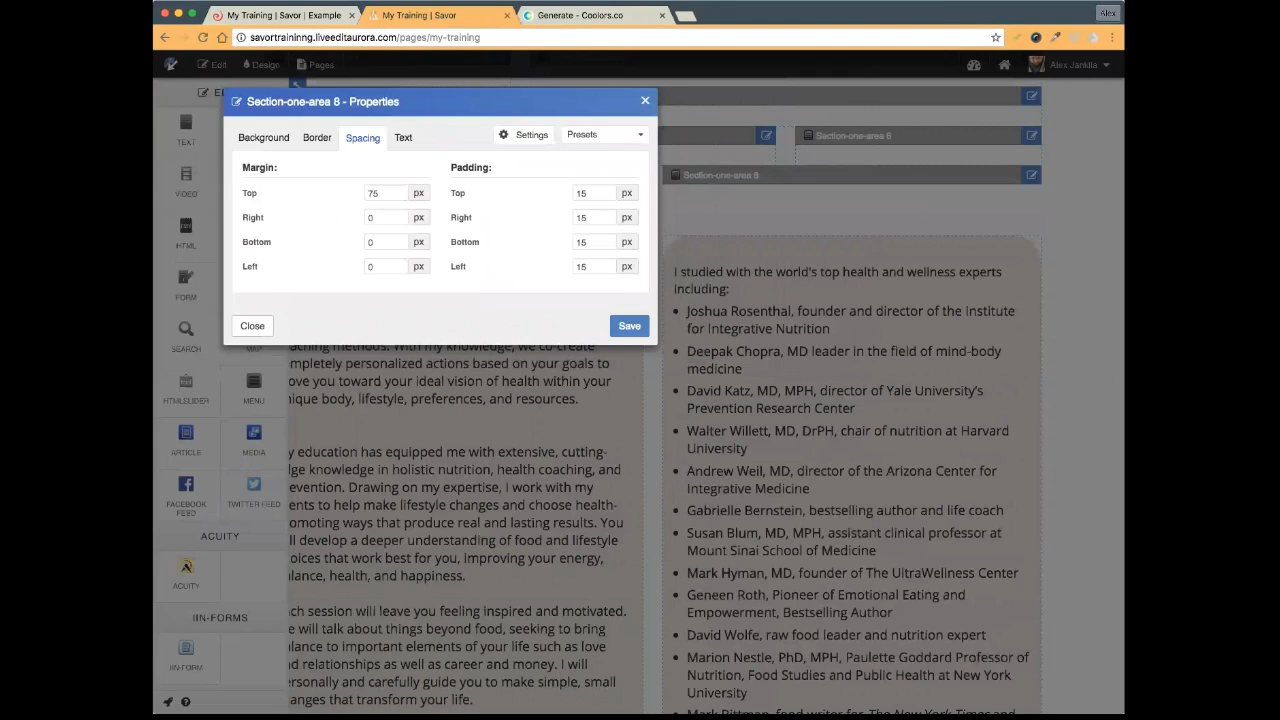 My Training | Savor | Example
My Training | Savor
Generate - Coolors.co
Alex
savortraininng.liveeditaurora.com/pages/my-training
Edit
Design
Pages
Alex Jankila
Section-one-area 8 - Properties
Background
Border
Spacing
Text
Settings
Presets
Margin:
Padding:
Top 75 px
Top 15 px
Right 0 px
Right 15 px
Bottom 0 px
Bottom 15 px
Left 0 px
Left 15 px
Close
Save
Section-one-area 6
Section-one-area 8
TEXT
VIDEO
HTML
FORM
SEARCH
HTMLSLIDER
MENU
ARTICLE
MEDIA
FACEBOOK
FEED
TWITTER FEED
ACUITY
ACUITY
IIN-FORMS
IIN-FORM
aching methods. With my knowledge, we co-create
mpletely personalized actions based on your goals to
ove you toward your ideal vision of health within your
ique body, lifestyle, preferences, and resources.
y education has equipped me with extensive, cutting-
ge knowledge in holistic nutrition, health coaching, and
evention. Drawing on my expertise, I work with my
ents to help make lifestyle changes and choose health-
omoting ways that produce real and lasting results. You
ll develop a deeper understanding of food and lifestyle
oices that work best for you, improving your energy,
lance, health, and happiness.
ch session will leave you feeling inspired and motivated.
e will talk about things beyond food, seeking to bring
lance to important elements of your life such as love
d relationships as well as career and money. I will
rsonally and carefully guide you to make simple, small
anges that transform your life.
I studied with the world's top health and wellness experts
including:
• Joshua Rosenthal, founder and director of the Institute
for Integrative Nutrition
• Deepak Chopra, MD leader in the field of mind-body
medicine
• David Katz, MD, MPH, director of Yale University's
Prevention Research Center
• Walter Willett, MD, DrPH, chair of nutrition at Harvard
University
• Andrew Weil, MD, director of the Arizona Center for
Integrative Medicine
• Gabrielle Bernstein, bestselling author and life coach
• Susan Blum, MD, MPH, assistant clinical professor at
Mount Sinai School of Medicine
• Mark Hyman, MD, founder of The UltraWellness Center
• Geneen Roth, Pioneer of Emotional Eating and
Empowerment, Bestselling Author
• David Wolfe, raw food leader and nutrition expert
• Marion Nestle, PhD, MPH, Paulette Goddard Professor of
Nutrition, Food Studies and Public Health at New York
University
• Mark Bittman, food writer for The New York Times and